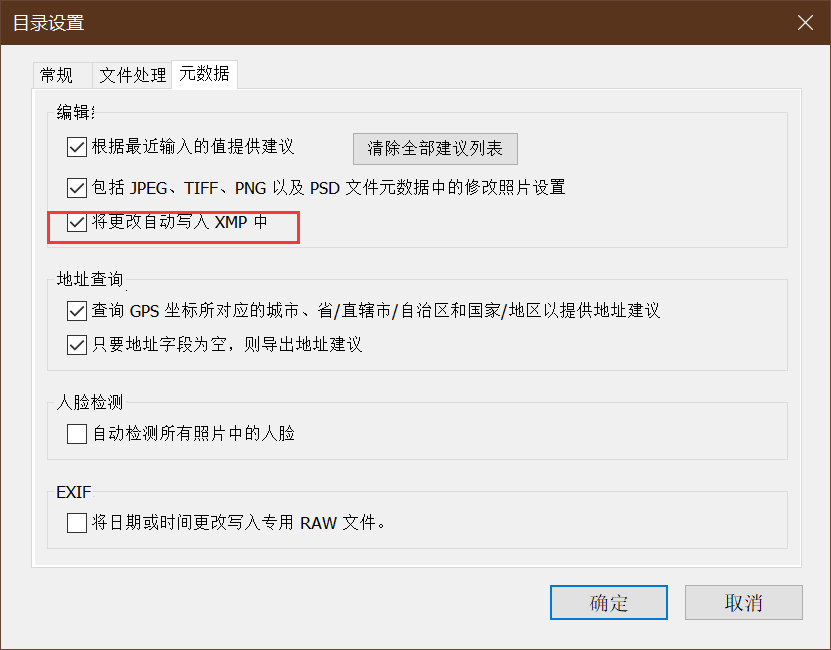 目录设置
常规 文件处理 元数据
编辑
根据最近输入的值提供建议 清除全部建议列表
包括 JPEG、TIFF、PNG 以及 PSD 文件元数据中的修改照片设置
将更改自动写入 XMP 中
地址查询
查询 GPS 坐标所对应的城市、省/直辖市/自治区和国家/地区以提供地址建议
只要地址字段为空，则导出地址建议
人脸检测
自动检测所有照片中的人脸
EXIF
将日期或时间更改写入专用 RAW 文件。
确定 取消